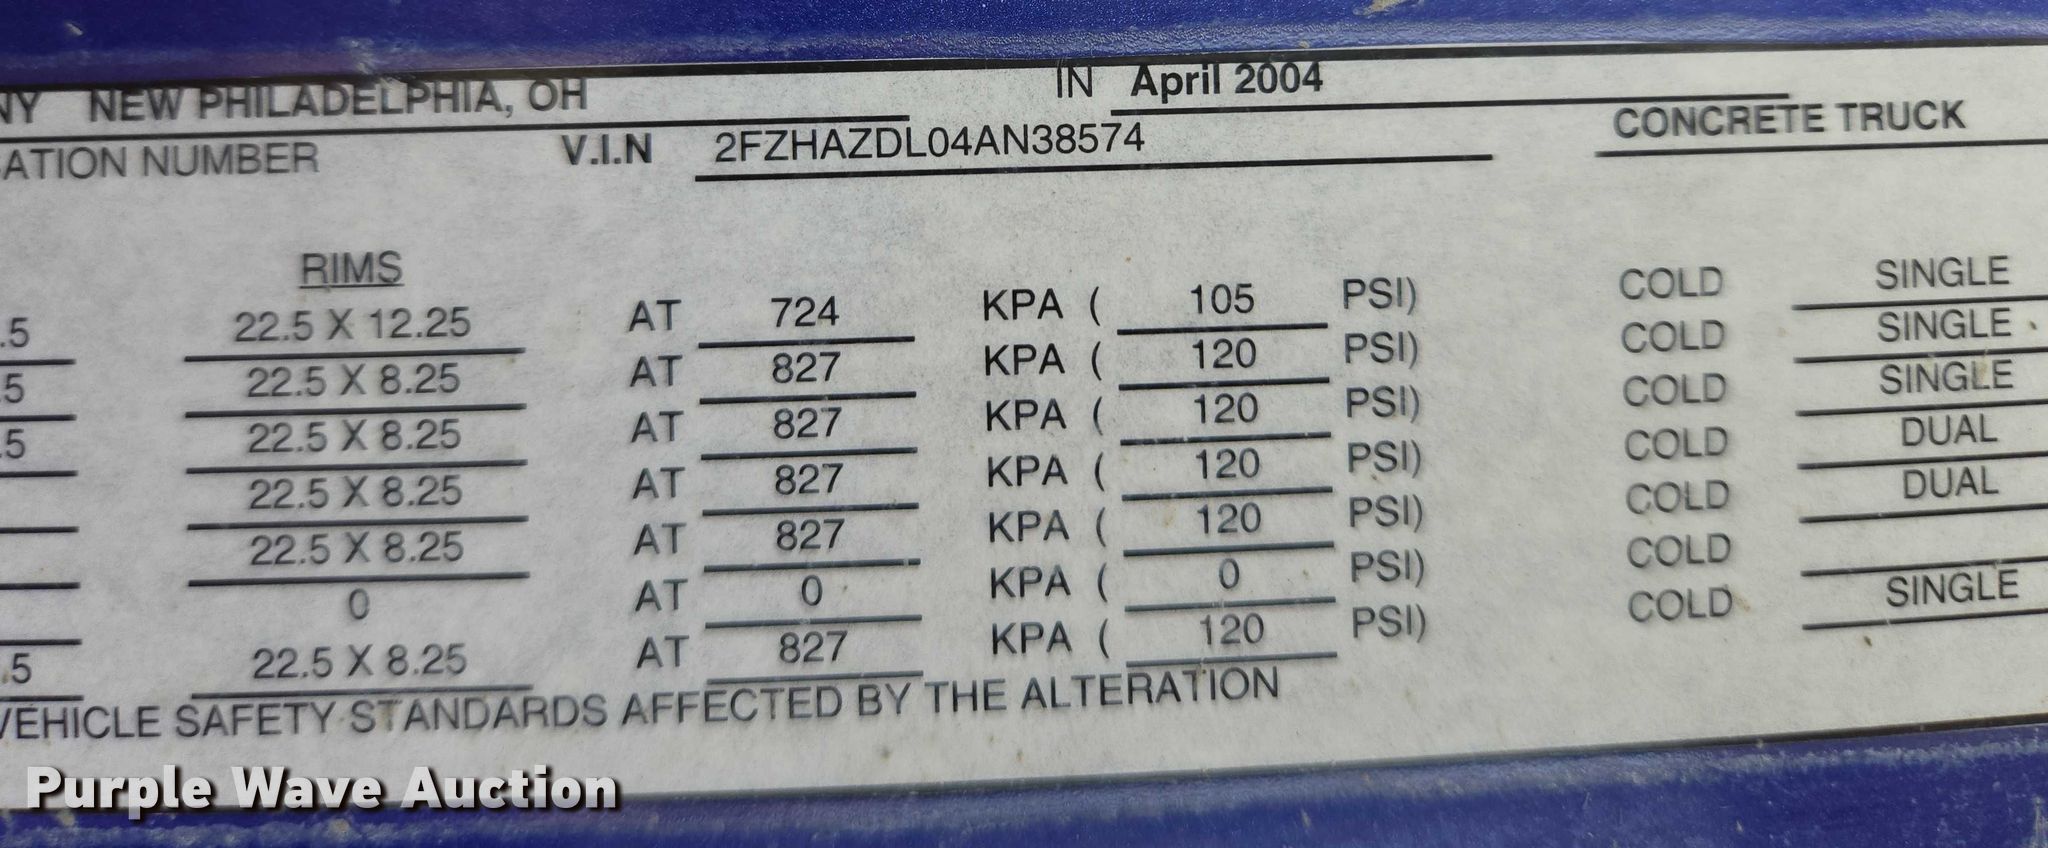 NY NEW PHILADELPHIA, OH IN April 2004
ATION NUMBER V.I.N 2FZHAZDL04AN38574 CONCRETE TRUCK
RIMS
.5 22.5 X 12.25 AT 724 KPA ( 105 PSI) COLD SINGLE
.5 22.5 X 8.25 AT 827 KPA ( 120 PSI) COLD SINGLE
.5 22.5 X 8.25 AT 827 KPA ( 120 PSI) COLD SINGLE
22.5 X 8.25 AT 827 KPA ( 120 PSI) COLD DUAL
22.5 X 8.25 AT 827 KPA ( 120 PSI) COLD DUAL
0 AT 0 KPA ( 0 PSI) COLD
.5 22.5 X 8.25 AT 827 KPA ( 120 PSI) COLD SINGLE
VEHICLE SAFETY STANDARDS AFFECTED BY THE ALTERATION
Purple Wave Auction